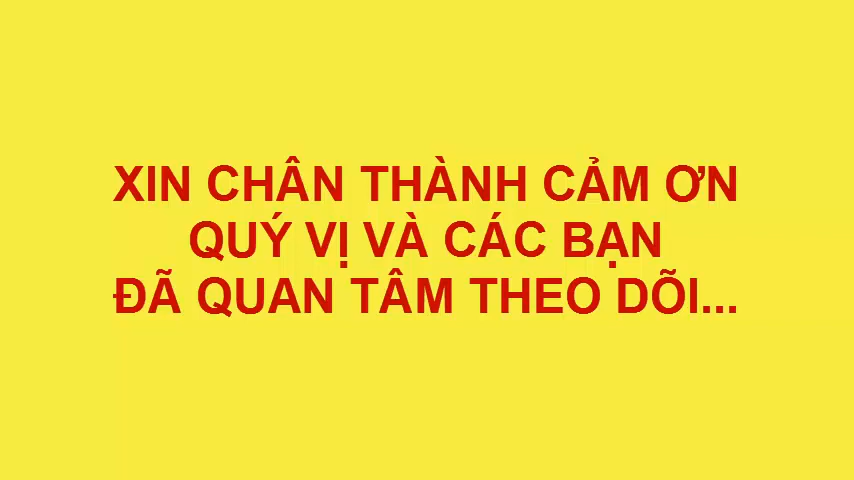 XIN CHÂN THÀNH CẢM ƠN
QUÝ VỊ VÀ CÁC BẠN
ĐÃ QUAN TÂM THEO DÕI...